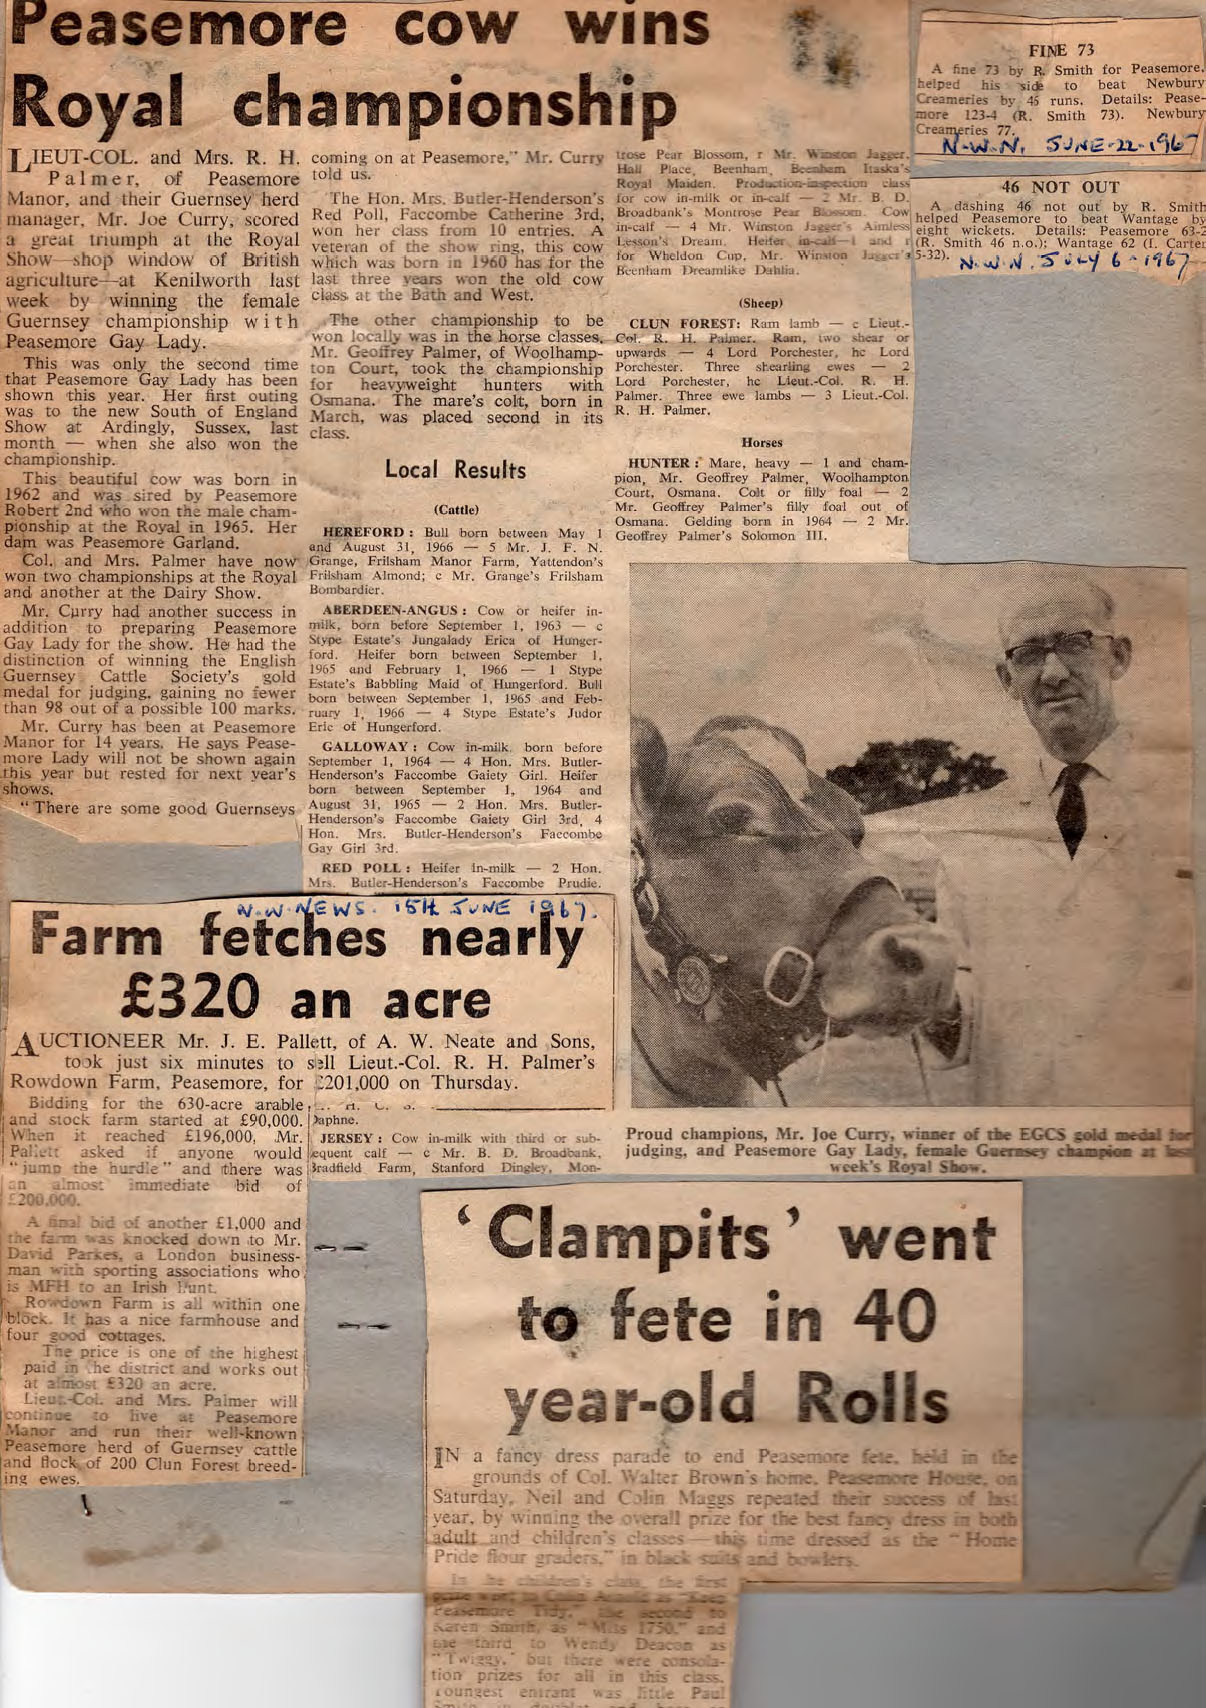 Peasemore cow wins
Royal championship
LIEUT-COL. and Mrs. R. H.
Palmer, of Peasemore
Manor, and their Guernsey herd
manager, Mr. Joe Curry, scored
a great triumph at the Royal
Show—shop window of British
agriculture—at Kenilworth last
week by winning the female
Guernsey championship with
Peasemore Gay Lady.
This was only the second time
that Peasemore Gay Lady has been
shown this year. Her first outing
was to the new South of England
Show at Ardingly, Sussex, last
month — when she also won the
championship.
This beautiful cow was born in
1962 and was sired by Peasemore
Robert 2nd who won the male cham-
pionship at the Royal in 1965. Her
dam was Peasemore Garland.
Col. and Mrs. Palmer have now
won two championships at the Royal
and another at the Dairy Show.
Mr. Curry had another success in
addition to preparing Peasemore
Gay Lady for the show. He had the
distinction of winning the English
Guernsey Cattle Society's gold
medal for judging, gaining no fewer
than 98 out of a possible 100 marks.
Mr. Curry has been at Peasemore
Manor for 14 years. He says Pease-
more Lady will not be shown again
this year but rested for next year's
shows.
"There are some good Guernseys
coming on at Peasemore," Mr. Curry
told us.
The Hon. Mrs. Butler-Henderson's
Red Poll, Faccombe Catherine 3rd,
won her class from 10 entries. A
veteran of the show ring, this cow
which was born in 1960 has for the
last three years won the old cow
class at the Bath and West.
The other championship to be
won locally was in the horse classes,
Mr. Geoffrey Palmer, of Woolhamp-
ton Court, took the championship
for heavyweight hunters with
Osmana. The mare's colt, born in
March, was placed second in its
class.
Local Results
(Cattle)
HEREFORD : Bull born between May 1
and August 31, 1966 — 5 Mr. J. F. N.
Grange, Frilsham Manor Farm, Yattendon's
Frilsham Almond; c Mr. Grange's Frilsham
Bombardier.
ABERDEEN-ANGUS : Cow or heifer in-
milk, born before September 1, 1963 — c
Stype Estate's Jungalady Erica of Hunger-
ford. Heifer born between September 1,
1965 and February 1, 1966 — 1 Stype
Estate's Babbling Maid of Hungerford. Bull
born between September 1, 1965 and Feb-
ruary 1, 1966 — 4 Stype Estate's Judor
Eric of Hungerford.
GALLOWAY : Cow in-milk, born before
September 1, 1964 — 4 Hon. Mrs. Butler-
Henderson's Faccombe Gaiety Girl. Heifer
born between September 1, 1964 and
August 31, 1965 — 2 Hon. Mrs. Butler-
Henderson's Faccombe Gaiety Girl 3rd, 4
Hon. Mrs. Butler-Henderson's Faccombe
Gay Girl 3rd.
RED POLL : Heifer in-milk — 2 Hon.
Mrs. Butler-Henderson's Faccombe Prudie.
Daphne.
JERSEY : Cow in-milk with third or sub-
sequent calf — c Mr. B. D. Broadbank,
Bradfield Farm, Stanford Dingley, Mon-
trose Pear Blossom, r Mr. Winston Jagger,
Hall Place, Beenham, Beenham Itaska's
Royal Maiden. Production-inspection class
for cow in-milk or in-calf — 2 Mr. B. D.
Broadbank's Montrose Pear Blossom. Cow
in-calf — 4 Mr. Winston Jagger's Aimless
Lesson's Dream. Heifer in-calf—1 and r
for Wheldon Cup, Mr. Winston Jagger's
Beenham Dreamlike Dahlia.
(Sheep)
CLUN FOREST: Ram lamb — c Lieut.-
Col. R. H. Palmer. Ram, two shear or
upwards — 4 Lord Porchester, hc Lord
Porchester. Three shearling ewes — 2
Lord Porchester, hc Lieut.-Col. R. H.
Palmer. Three ewe lambs — 3 Lieut.-Col.
R. H. Palmer.
Horses
HUNTER : Mare, heavy — 1 and cham-
pion, Mr. Geoffrey Palmer, Woolhampton
Court, Osmana. Colt or filly foal — 2
Mr. Geoffrey Palmer's filly foal out of
Osmana. Gelding born in 1964 — 2 Mr.
Geoffrey Palmer's Solomon III.
FINE 73
A fine 73 by R. Smith for Peasemore,
helped his side to beat Newbury
Creameries by 46 runs. Details: Pease-
more 123-4 (R. Smith 73). Newbury
Creameries 77.
N.W.N. JUNE-22-1967
46 NOT OUT
A dashing 46 not out by R. Smith
helped Peasemore to beat Wantage by
eight wickets. Details: Peasemore 63-2
(R. Smith 46 n.o.); Wantage 62 (I. Carter
5-32).
N.W.N. JULY 6-1967
Proud champions, Mr. Joe Curry, winner of the EGCS gold medal for
judging, and Peasemore Gay Lady, female Guernsey champion at last
week's Royal Show.
N.W.NEWS. 15H JUNE 1967.
Farm fetches nearly
£320 an acre
AUCTIONEER Mr. J. E. Pallett, of A. W. Neate and Sons,
took just six minutes to sell Lieut.-Col. R. H. Palmer's
Rowdown Farm, Peasemore, for £201,000 on Thursday.
Bidding for the 630-acre arable
and stock farm started at £90,000.
When it reached £196,000, Mr.
Pallett asked if anyone would
"jump the hurdle" and there was
an almost immediate bid of
£200,000.
A final bid of another £1,000 and
the farm was knocked down to Mr.
David Parkes, a London business-
man with sporting associations who
is MFH to an Irish hunt.
Rowdown Farm is all within one
block. It has a nice farmhouse and
four good cottages.
The price is one of the highest
paid in the district and works out
at almost £320 an acre.
Lieut.-Col. and Mrs. Palmer will
continue to live at Peasemore
Manor and run their well-known
Peasemore herd of Guernsey cattle
and flock of 200 Clun Forest breed-
ing ewes.
'Clampits' went
to fete in 40
year-old Rolls
IN a fancy dress parade to end Peasemore fete, held in the
grounds of Col. Walter Brown's home, Peasemore House, on
Saturday, Neil and Colin Maggs repeated their success of last
year, by winning the overall prize for the best fancy dress in both
adult and children's classes—this time dressed as the "Home
Pride flour graders," in black suits and bowlers.
In the children's class, the first
prize went to Colin Arnold as "Keep
Peasemore Tidy," the second to
Karen Smith, as "Miss 1750," and
the third to Wendy Deacon as
"Twiggy," but there were consola-
tion prizes for all in this class.
Youngest entrant was little Paul